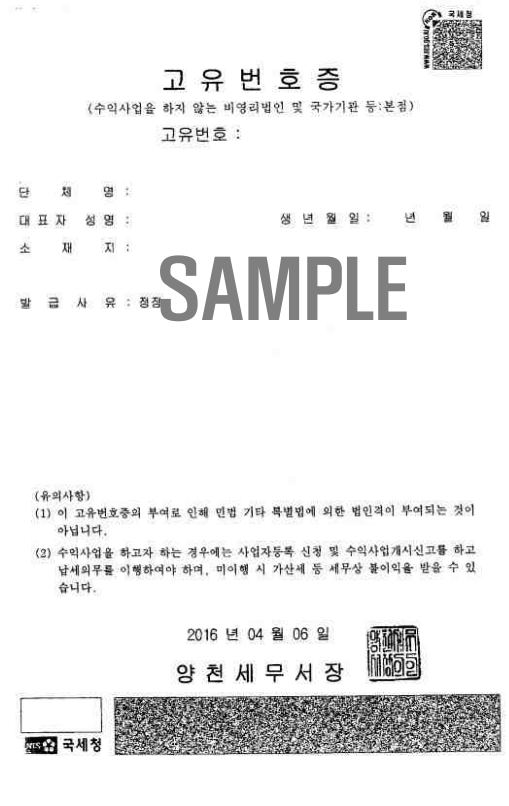 국세청
고유번호증
(수익사업을 하지 않는 비영리법인 및 국가기관 등:본점)
고유번호 :
단 체 명 :
대표자 성명 : 생년월일 : 년 월 일
소 재 지 :
발 급 사 유 : 정정
SAMPLE
(유의사항)
(1) 이 고유번호증의 부여로 인해 민법 기타 특별법에 의한 법인격이 부여되는 것이
아닙니다.
(2) 수익사업을 하고자 하는 경우에는 사업자등록 신청 및 수익사업개시신고를 하고
납세의무를 이행하여야 하며, 미이행 시 가산세 등 세무상 불이익을 받을 수 있
습니다.
2016 년 04 월 06 일
양천세무서장
NTS 국세청